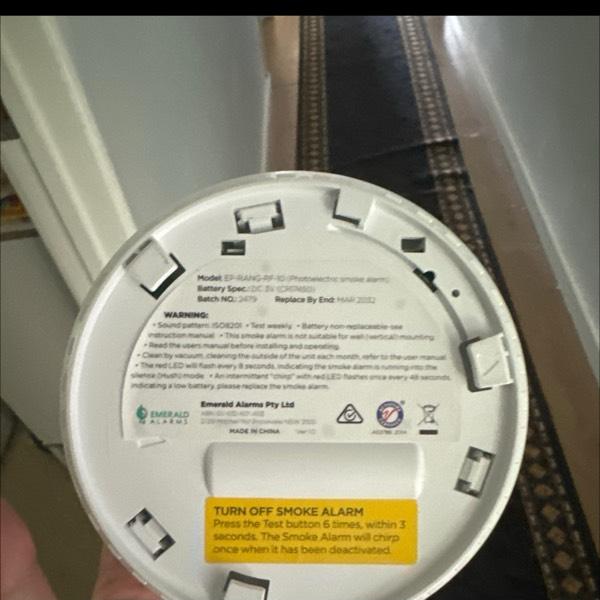 Model: EP-RANG-RF-10 (Photoelectric smoke alarm)
Battery Spec.: DC 3V (CR17450)
Batch NO.: 2479 Replace By End: MAR 2032
WARNING:
• Sound pattern: ISO8201 • Test weekly • Battery non-replaceable-see
instruction manual • This smoke alarm is not suitable for wall (vertical) mounting
• Read the users manual before installing and operating.
• Clean by vacuum, cleaning the outside of the unit each month, refer to the user manual
• The red LED will flash every 8 seconds, indicating the smoke alarm is running into the
silence (Hush) mode • An intermittent "chirp" with red LED flashes once every 48 seconds,
indicating a low battery, please replace the smoke alarm.
EMERALD
ALARMS
Emerald Alarms Pty Ltd
MADE IN CHINA Ver 1.0
TURN OFF SMOKE ALARM
Press the Test button 6 times, within 3
seconds. The Smoke Alarm will chirp
once when it has been deactivated.